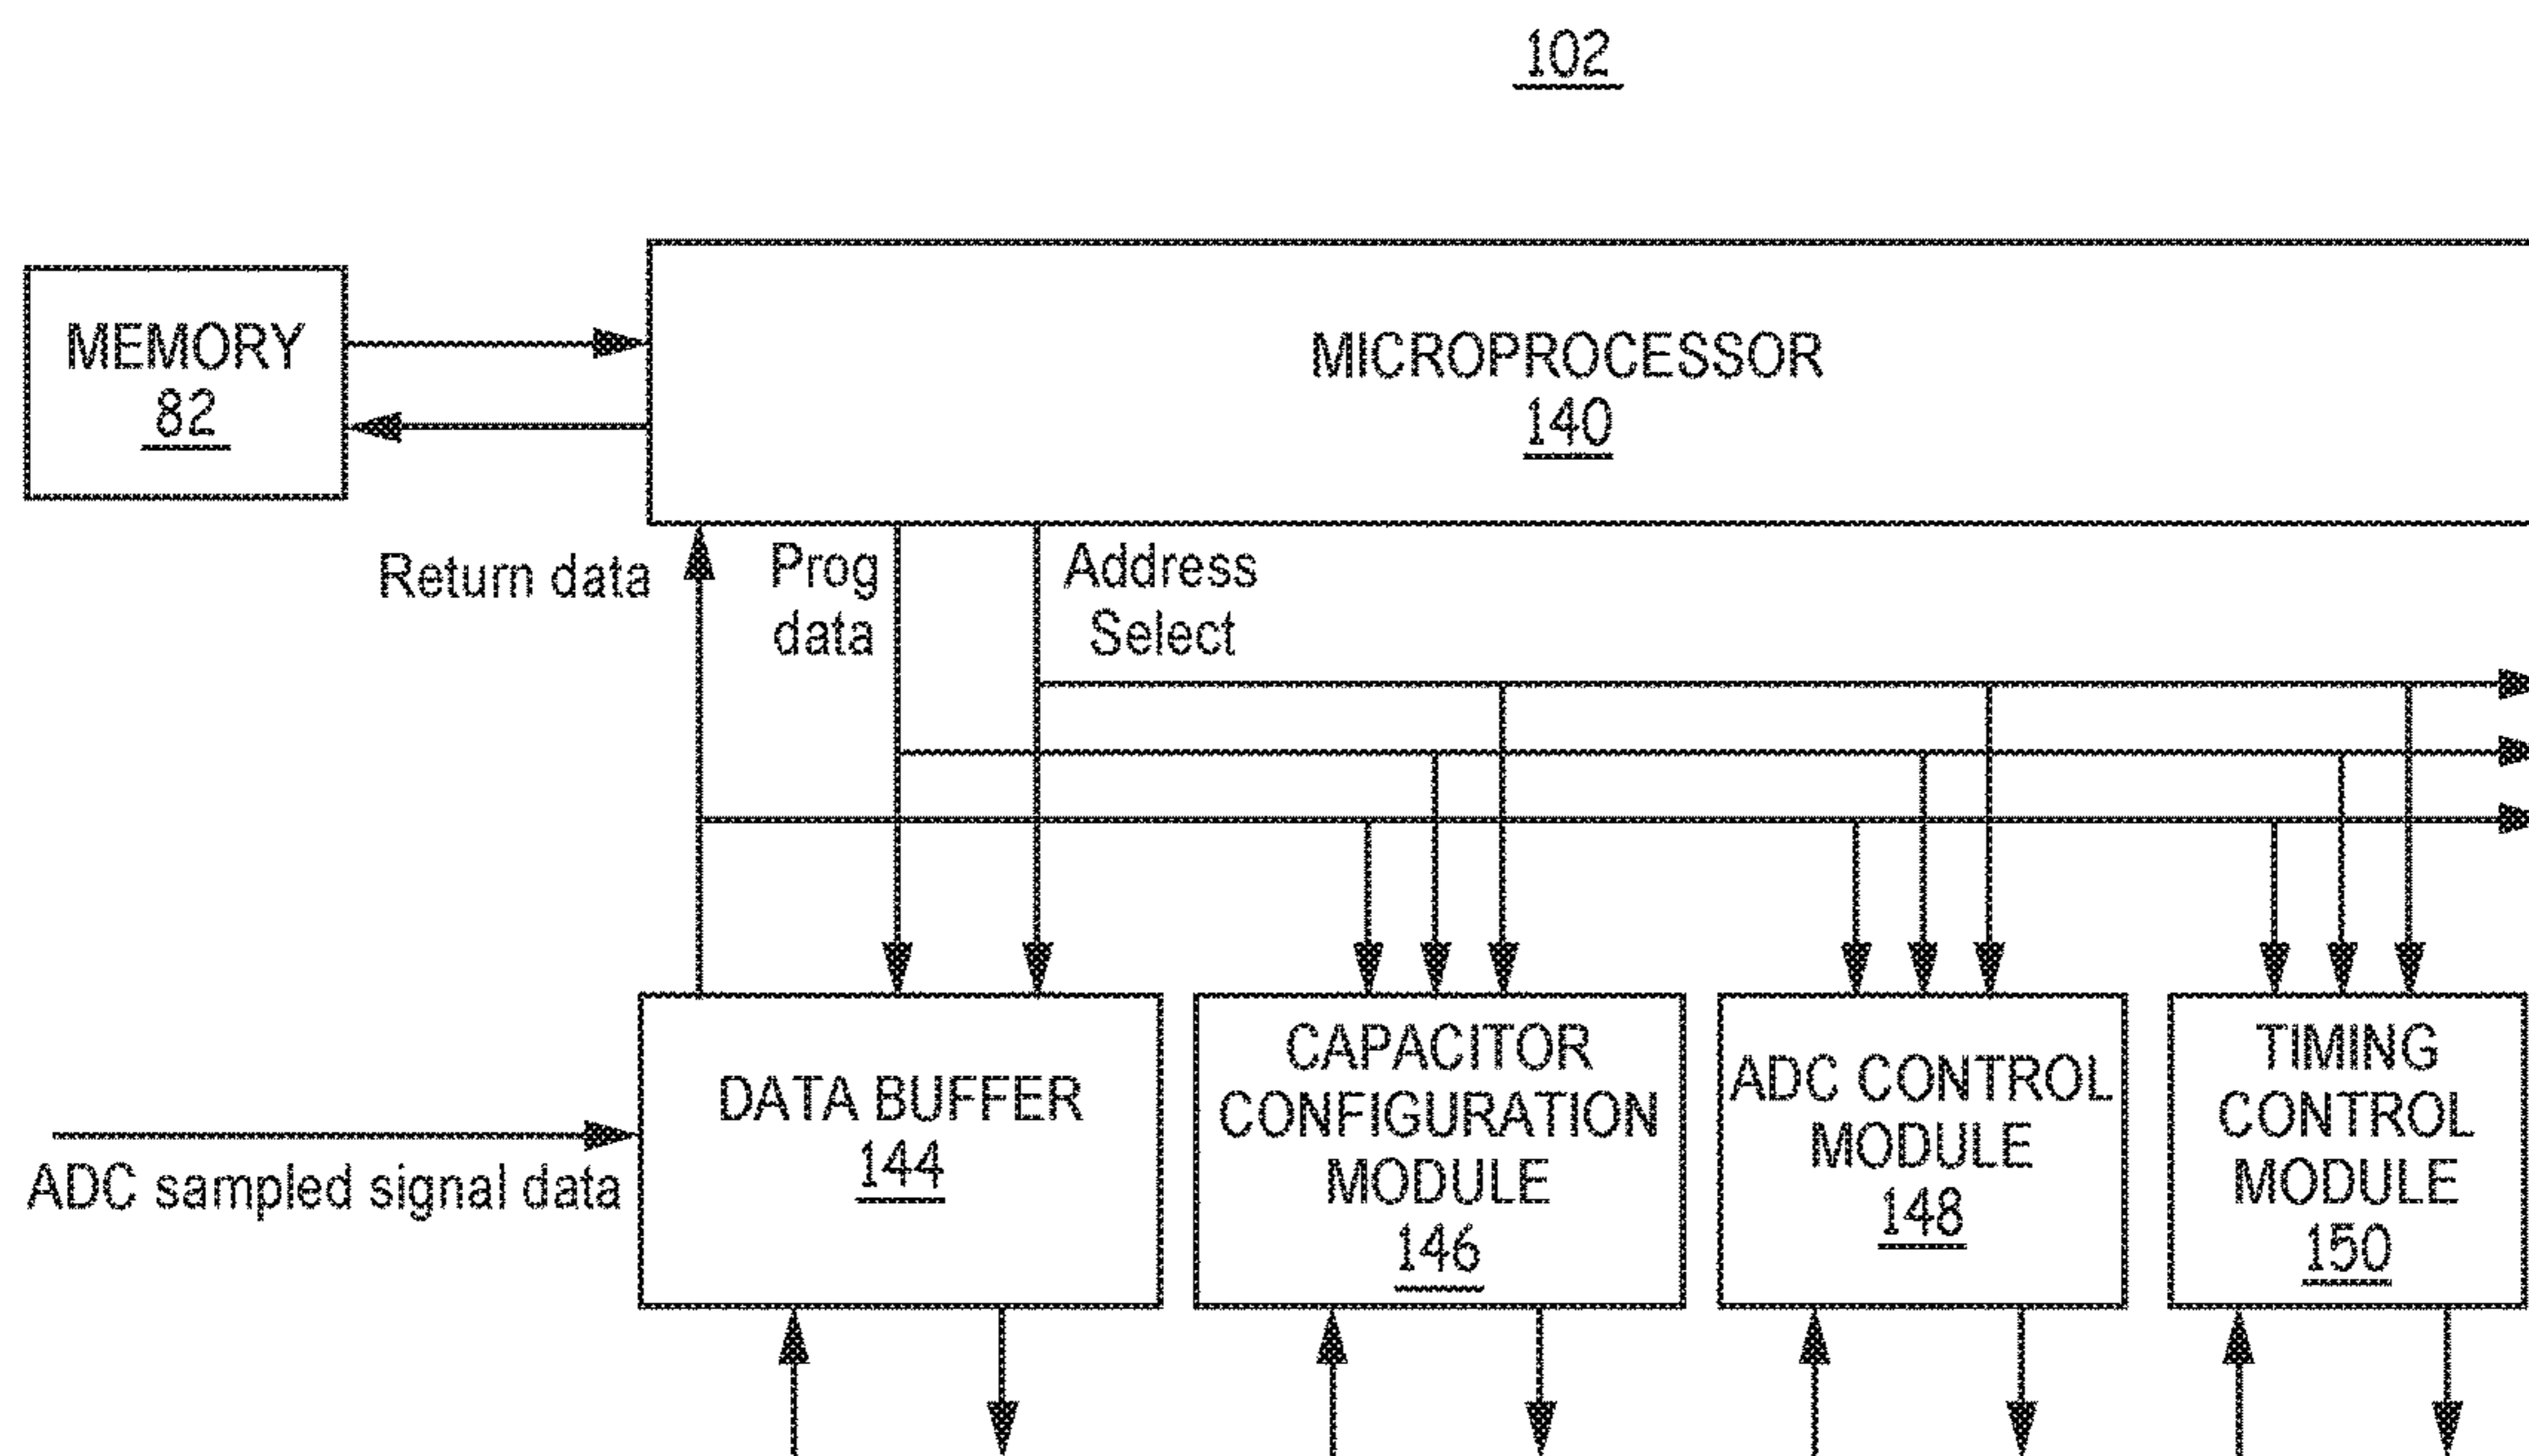 102
MEMORY
82
MICROPROCESSOR
140
Return data
Prog
data
Address
Select
ADC sampled signal data
DATA BUFFER
144
CAPACITOR
CONFIGURATION
MODULE
146
ADC CONTROL
MODULE
148
TIMING
CONTROL
MODULE
150